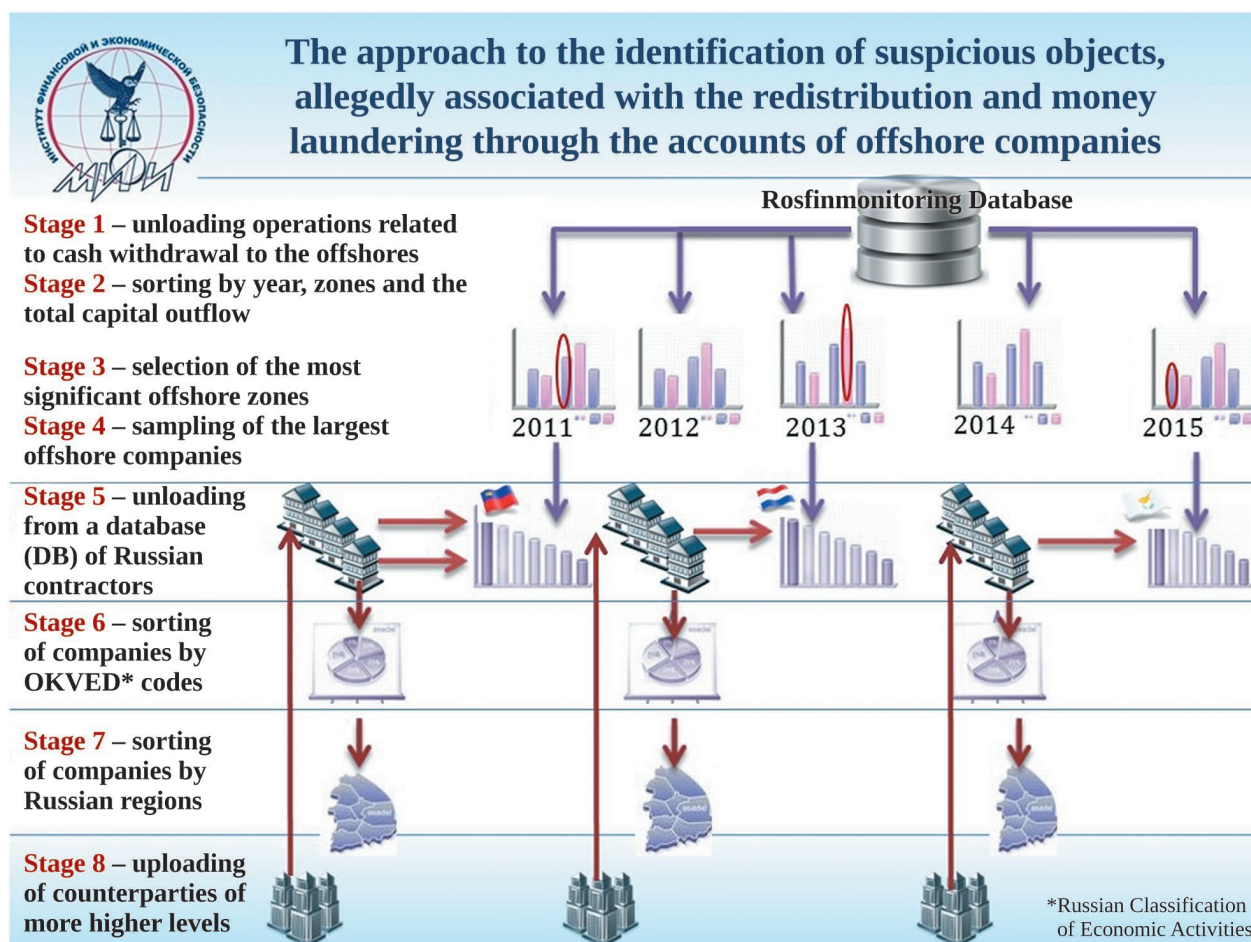 ИНСТИТУТ ФИНАНСОВОЙ И ЭКОНОМИЧЕСКОЙ БЕЗОПАСНОСТИ
The approach to the identification of suspicious objects,
allegedly associated with the redistribution and money
laundering through the accounts of offshore companies
Rosfinmonitoring Database
Stage 1 – unloading operations related
to cash withdrawal to the offshores
Stage 2 – sorting by year, zones and the
total capital outflow
Stage 3 – selection of the most
significant offshore zones
Stage 4 – sampling of the largest
offshore companies
2011
2012
2013
2014
2015
Stage 5 – unloading
from a database
(DB) of Russian
contractors
Stage 6 – sorting
of companies by
OKVED* codes
Stage 7 – sorting
of companies by
Russian regions
Stage 8 – uploading
of counterparties of
more higher levels
*Russian Classification
of Economic Activities